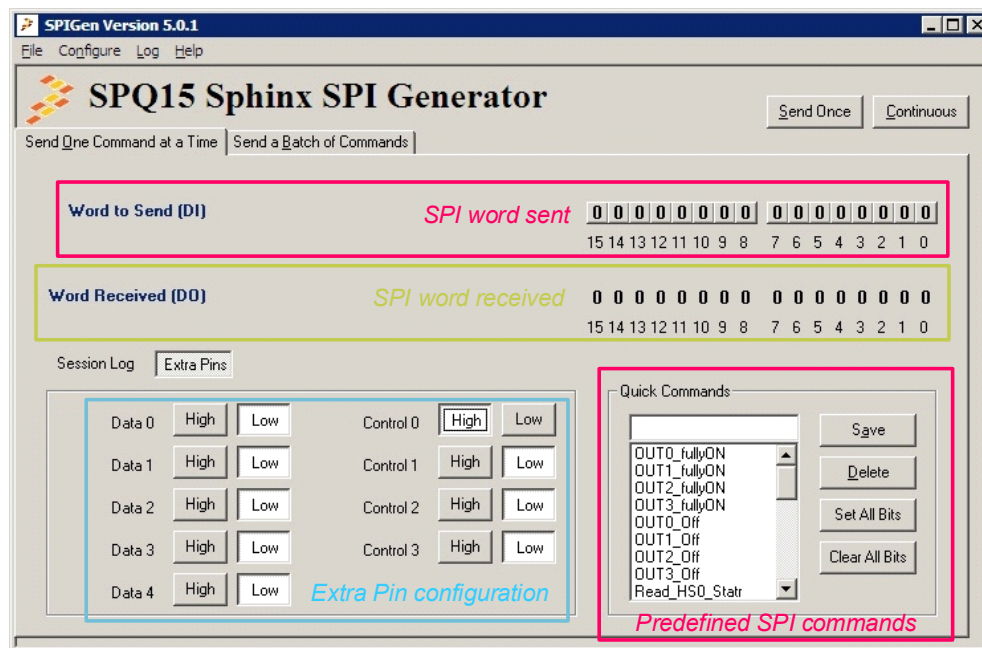 SPIGen Version 5.0.1
File Configure Log Help
SPQ15 Sphinx SPI Generator
Send Once Continuous
Send One Command at a Time Send a Batch of Commands
Word to Send (DI) SPI word sent 0 0 0 0 0 0 0 0 0 0 0 0 0 0 0 0
15 14 13 12 11 10 9 8 7 6 5 4 3 2 1 0
Word Received (DO) SPI word received 0 0 0 0 0 0 0 0 0 0 0 0 0 0 0 0
15 14 13 12 11 10 9 8 7 6 5 4 3 2 1 0
Session Log Extra Pins
Data 0 High Low Control 0 High Low
Data 1 High Low Control 1 High Low
Data 2 High Low Control 2 High Low
Data 3 High Low Control 3 High Low
Data 4 High Low Extra Pin configuration
Quick Commands
OUT0_fullyON
OUT1_fullyON
OUT2_fullyON
OUT3_fullyON
OUT0_Off
OUT1_Off
OUT2_Off
OUT3_Off
Read_HS0_Statr
Save
Delete
Set All Bits
Clear All Bits
Predefined SPI commands